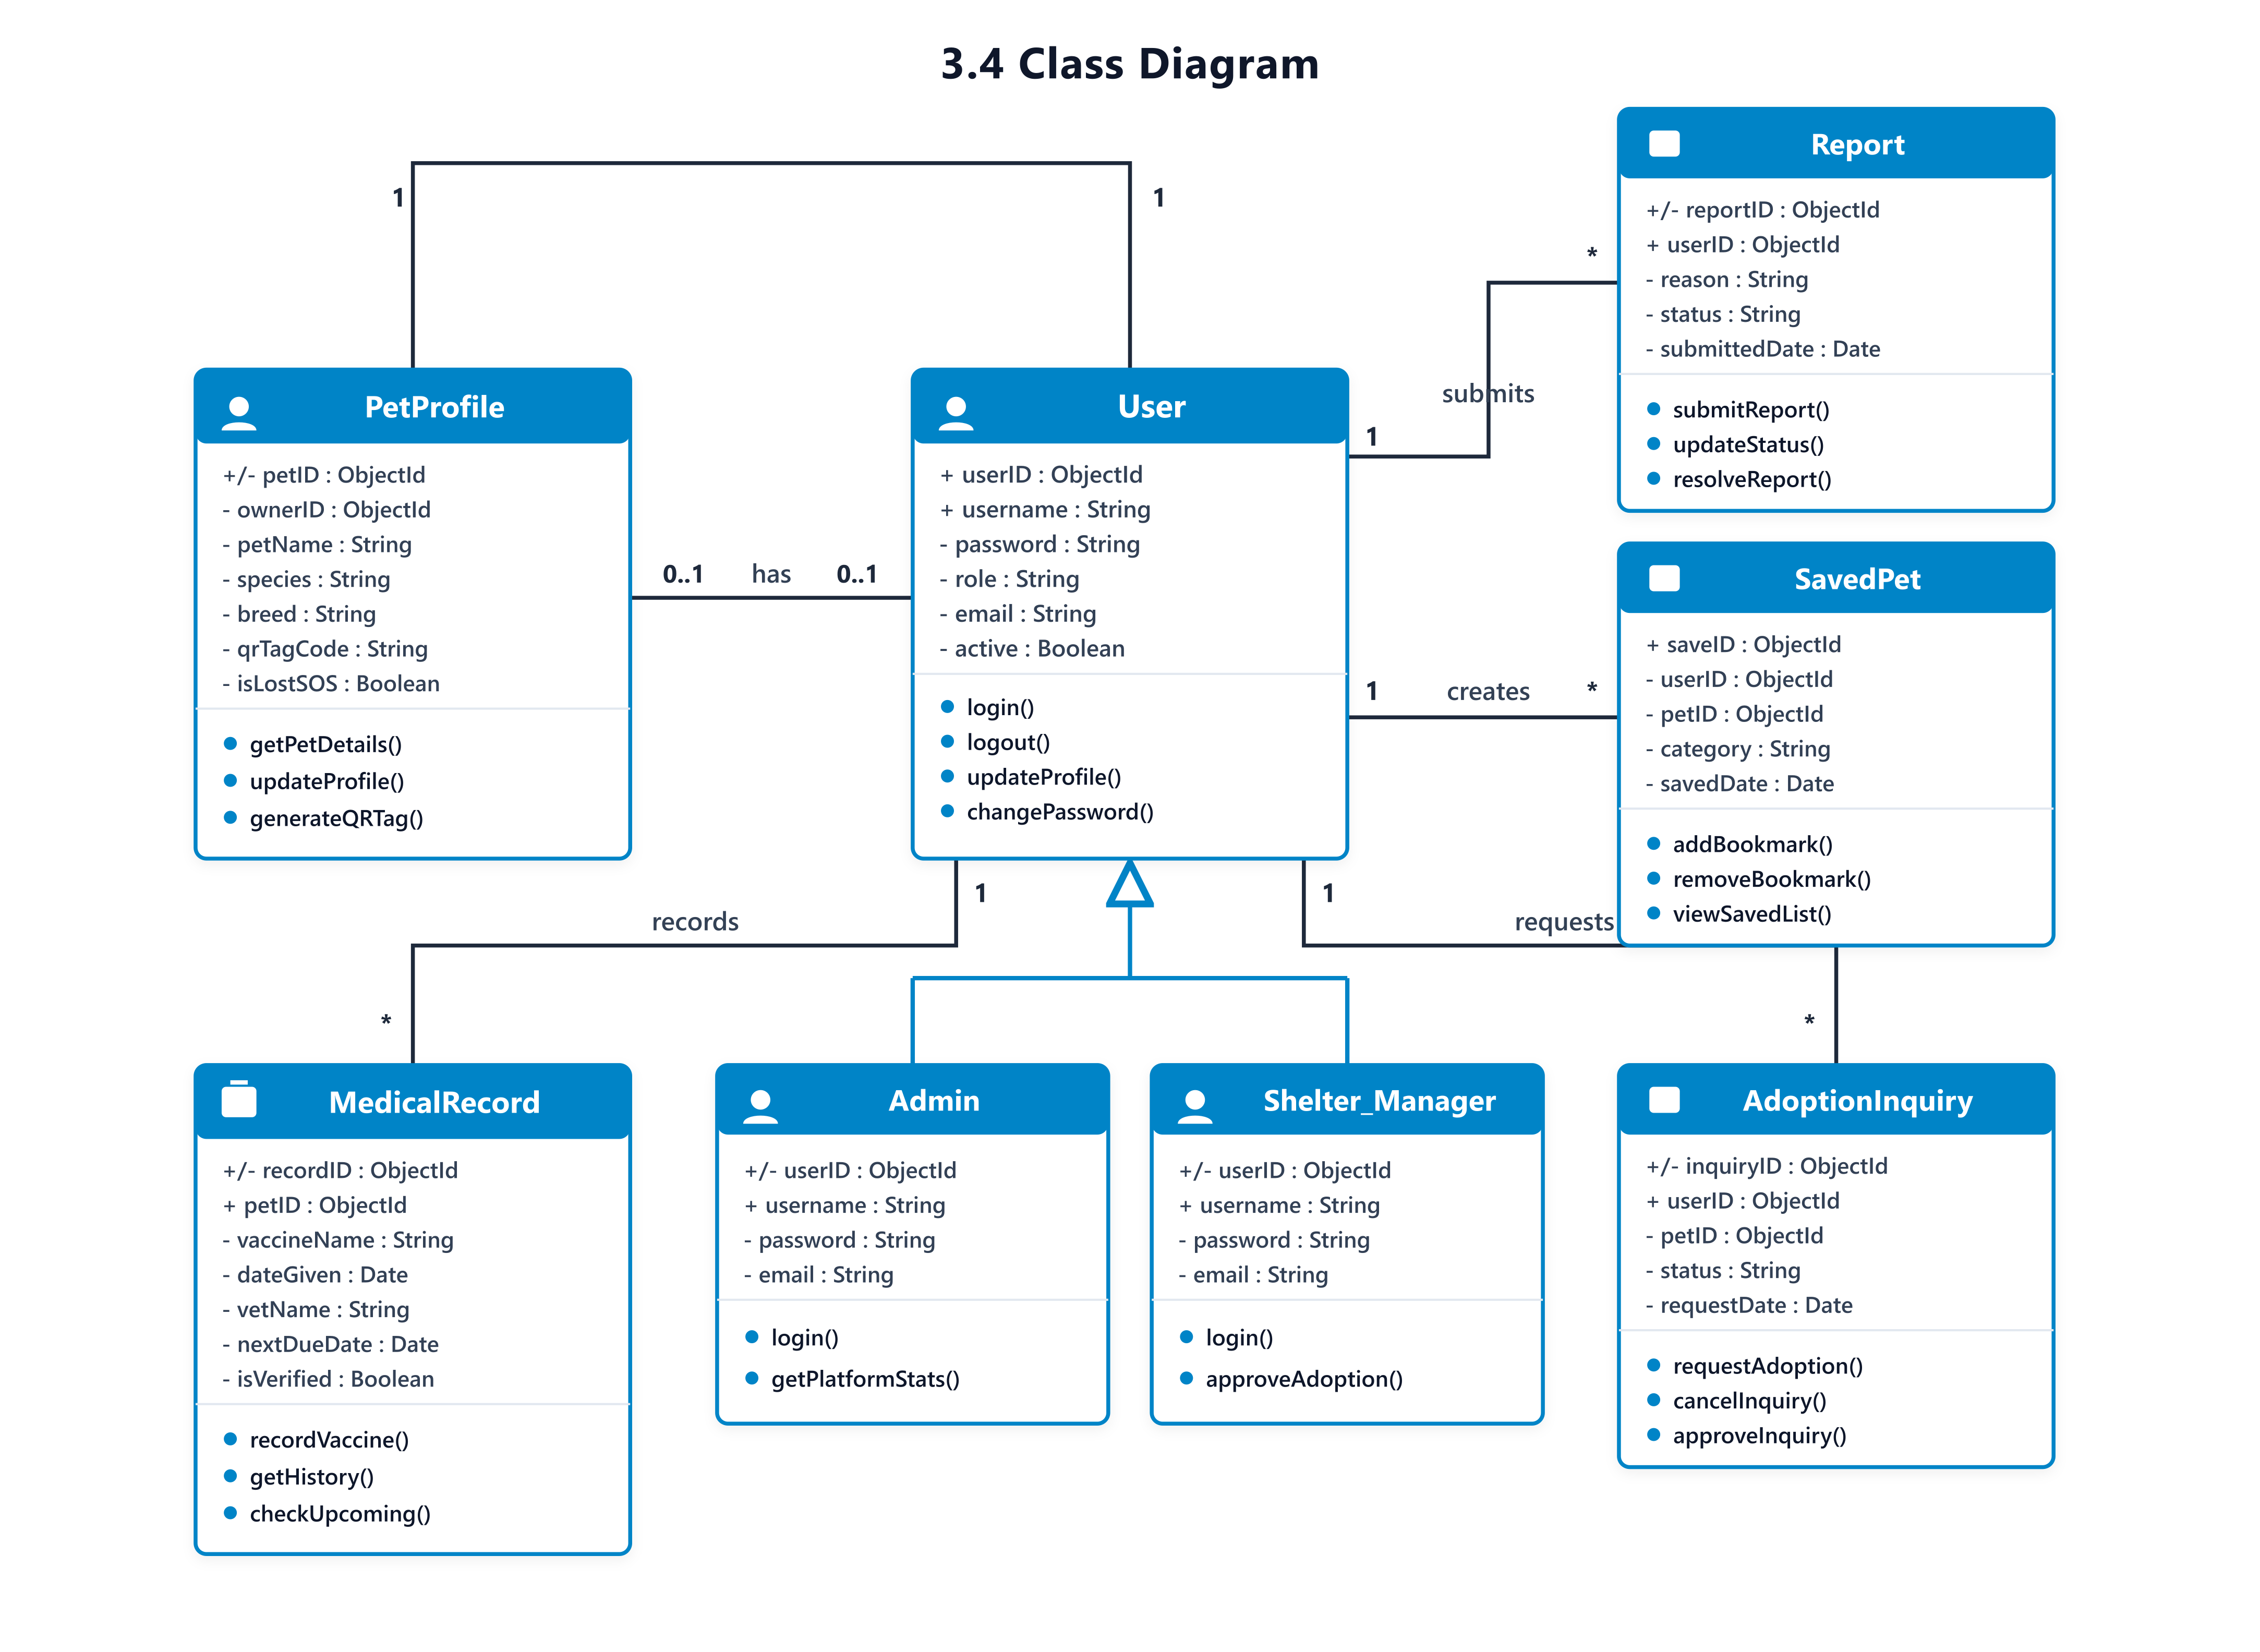 3.4 Class Diagram
1
1
Report
+/- reportID : ObjectId
+ userID : ObjectId
- reason : String
- status : String
- submittedDate : Date
submitReport()
updateStatus()
resolveReport()
*
submits
1
PetProfile
+/- petID : ObjectId
- ownerID : ObjectId
- petName : String
- species : String
- breed : String
- qrTagCode : String
- isLostSOS : Boolean
getPetDetails()
updateProfile()
generateQRTag()
0..1 has 0..1
User
+ userID : ObjectId
+ username : String
- password : String
- role : String
- email : String
- active : Boolean
login()
logout()
updateProfile()
changePassword()
1 creates *
SavedPet
+ saveID : ObjectId
- userID : ObjectId
- petID : ObjectId
- category : String
- savedDate : Date
addBookmark()
removeBookmark()
viewSavedList()
records
1
1
requests
*
*
MedicalRecord
+/- recordID : ObjectId
+ petID : ObjectId
- vaccineName : String
- dateGiven : Date
- vetName : String
- nextDueDate : Date
- isVerified : Boolean
recordVaccine()
getHistory()
checkUpcoming()
Admin
+/- userID : ObjectId
+ username : String
- password : String
- email : String
login()
getPlatformStats()
Shelter_Manager
+/- userID : ObjectId
+ username : String
- password : String
- email : String
login()
approveAdoption()
AdoptionInquiry
+/- inquiryID : ObjectId
+ userID : ObjectId
- petID : ObjectId
- status : String
- requestDate : Date
requestAdoption()
cancelInquiry()
approveInquiry()